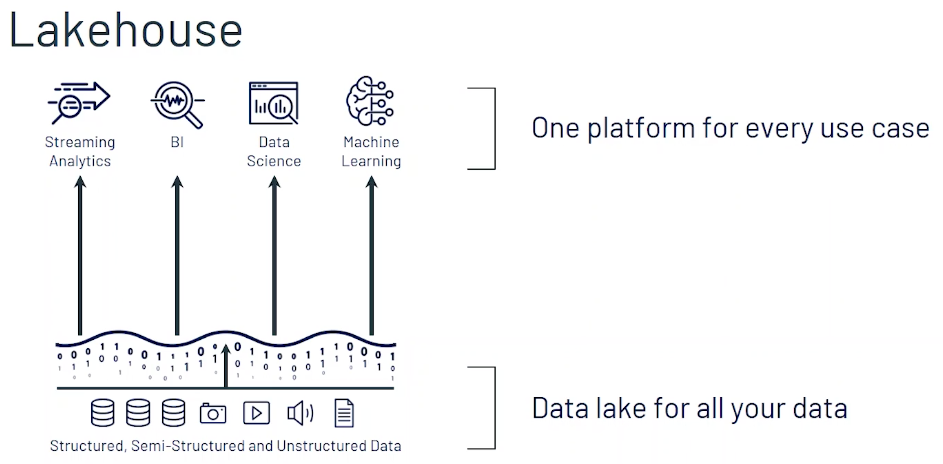 Lakehouse
Streaming
Analytics
BI
Data
Science
Machine
Learning
One platform for every use case
Structured, Semi-Structured and Unstructured Data
Data lake for all your data